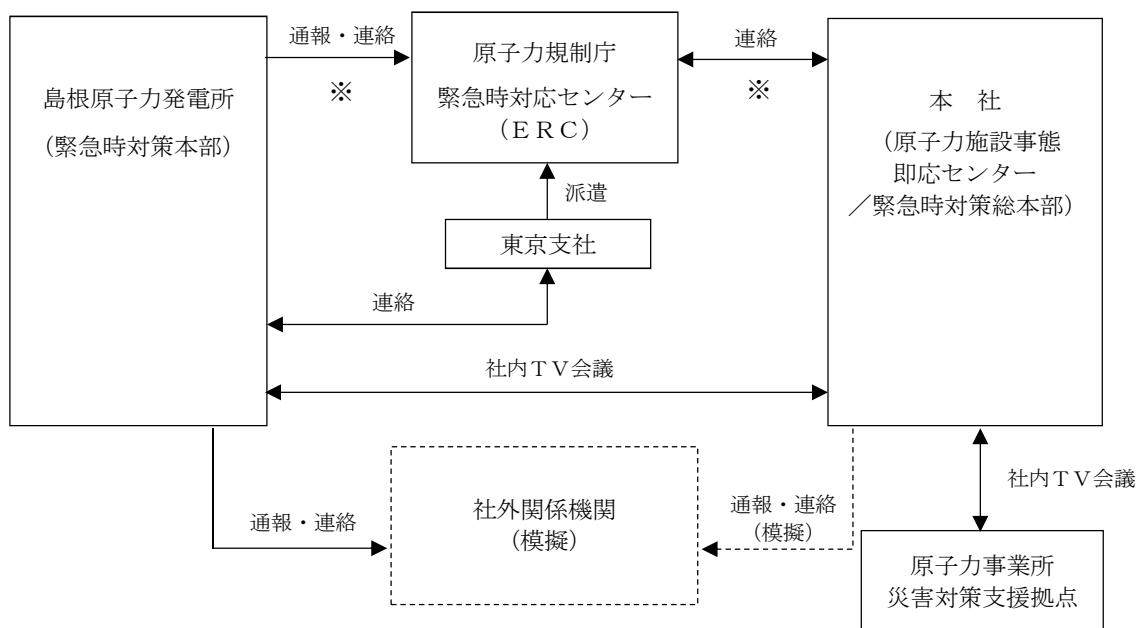 島根原子力発電所
(緊急時対策本部)
通報・連絡
※
原子力規制庁
緊急時対応センター
(ERC)
連絡
※
本 社
(原子力施設事態
即応センター
/緊急時対策総本部)
派遣
東京支社
連絡
社内TV会議
通報・連絡
社外関係機関
(模擬)
通報・連絡
(模擬)
社内TV会議
原子力事業所
災害対策支援拠点